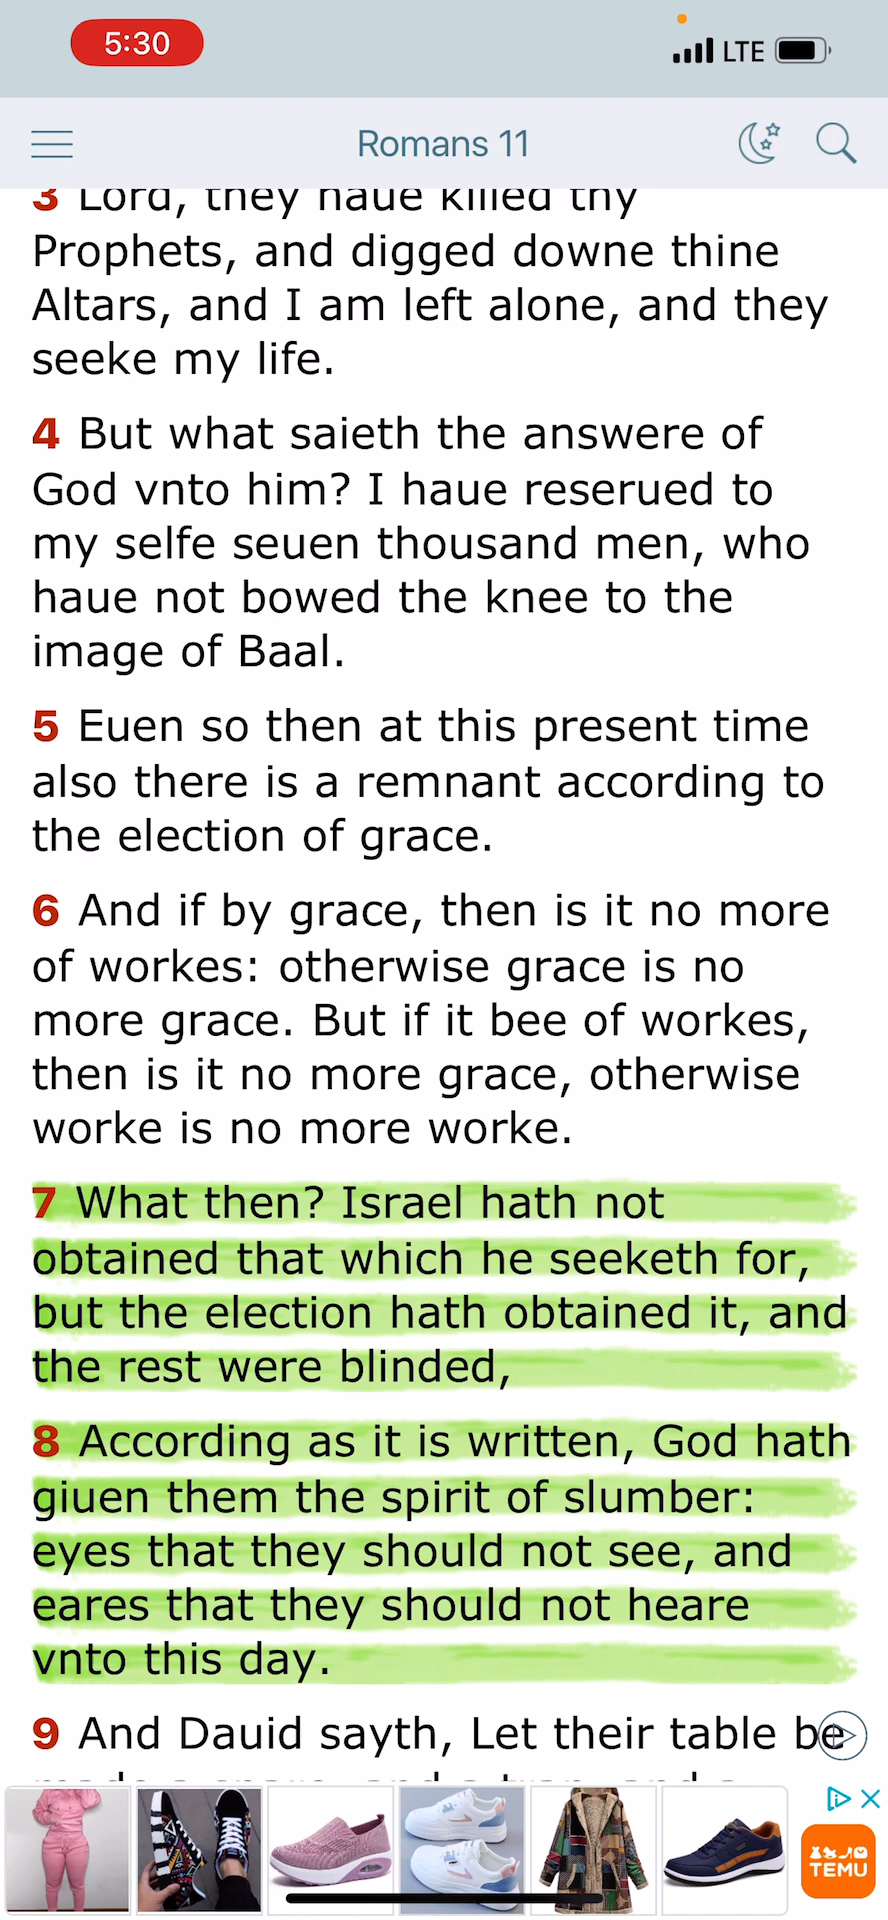 5:30
LTE
Romans 11
3 Lord, they haue killed thy
Prophets, and digged downe thine
Altars, and I am left alone, and they
seeke my life.
4 But what saieth the answere of
God vnto him? I haue reserued to
my selfe seuen thousand men, who
haue not bowed the knee to the
image of Baal.
5 Euen so then at this present time
also there is a remnant according to
the election of grace.
6 And if by grace, then is it no more
of workes: otherwise grace is no
more grace. But if it bee of workes,
then is it no more grace, otherwise
worke is no more worke.
7 What then? Israel hath not
obtained that which he seeketh for,
but the election hath obtained it, and
the rest were blinded,
8 According as it is written, God hath
giuen them the spirit of slumber:
eyes that they should not see, and
eares that they should not heare
vnto this day.
9 And Dauid sayth, Let their table be
TEMU